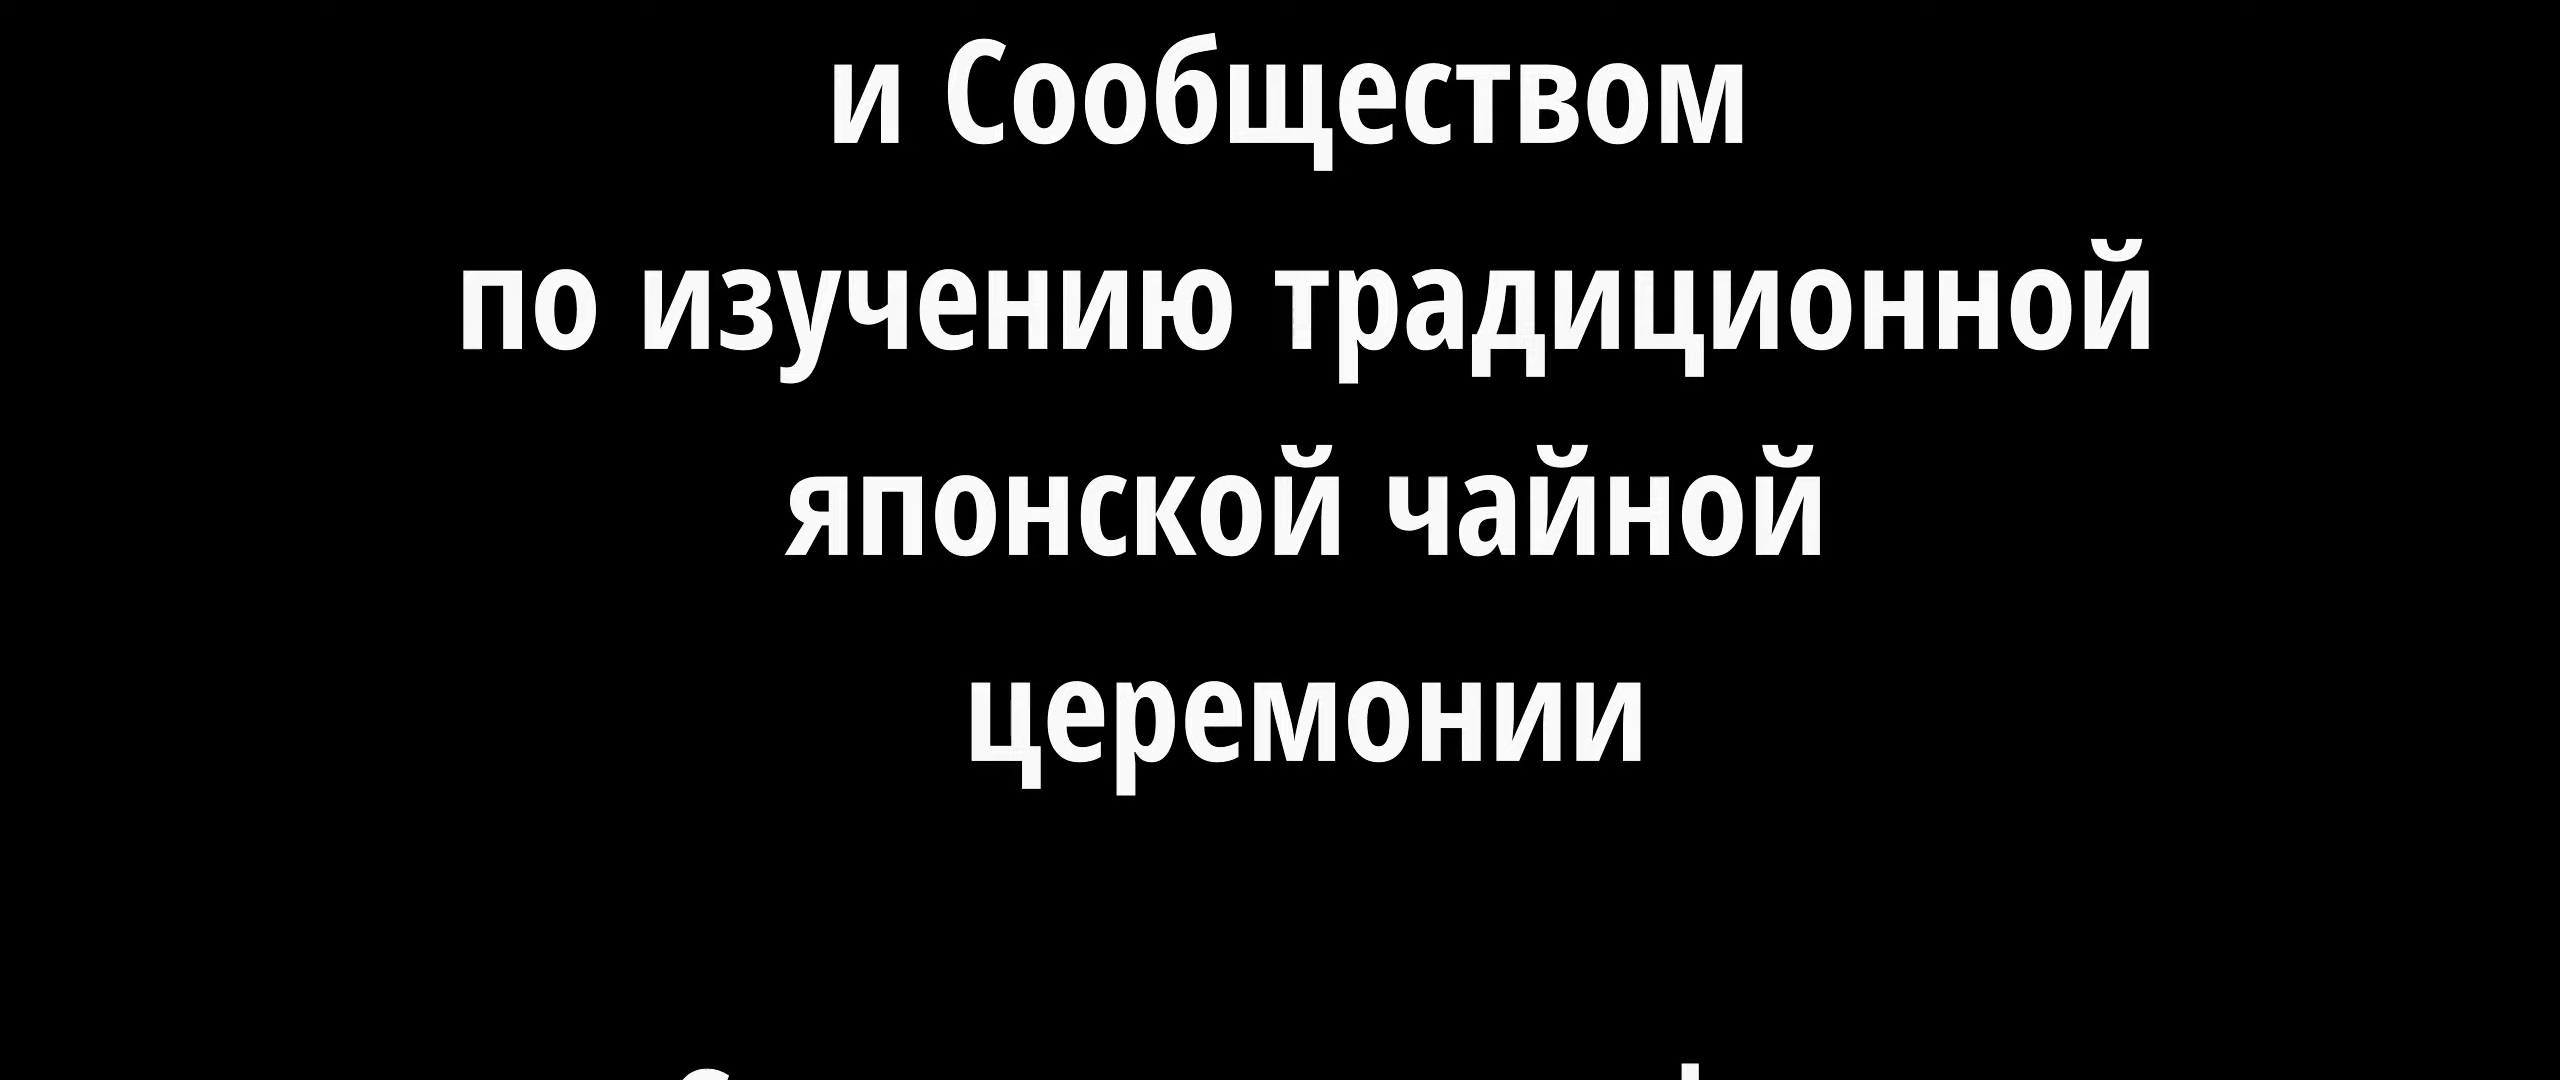 и Сообществом
по изучению традиционной
японской чайной
церемонии